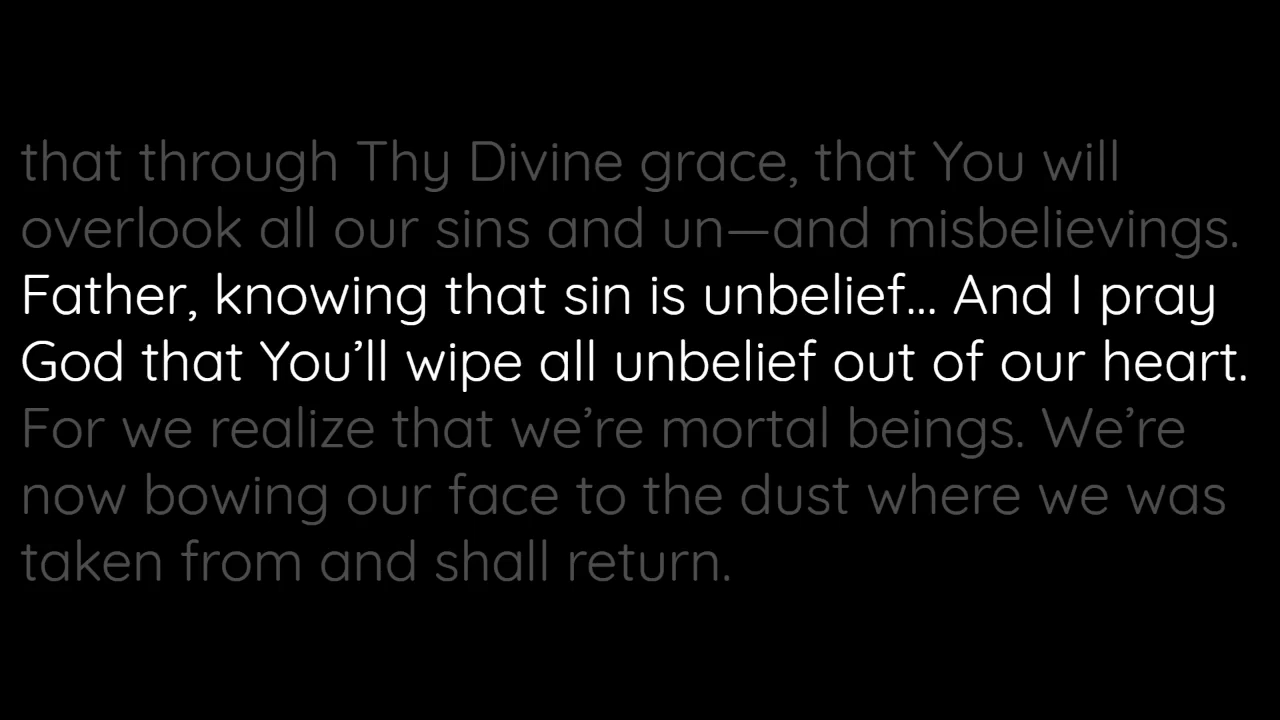 that through Thy Divine grace, that You will
overlook all our sins and un—and misbelievings.
Father, knowing that sin is unbelief... And I pray
God that You’ll wipe all unbelief out of our heart.
For we realize that we’re mortal beings. We’re
now bowing our face to the dust where we was
taken from and shall return.